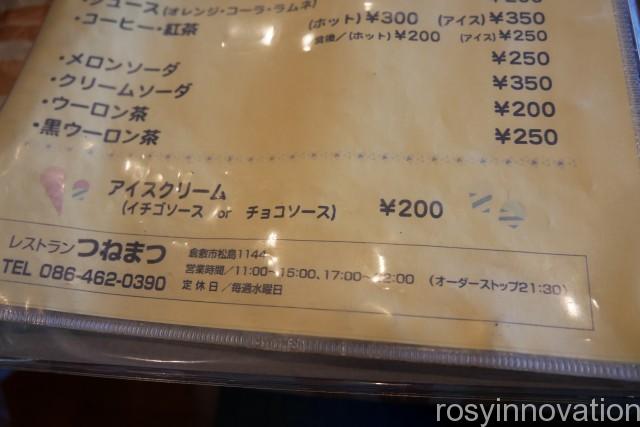 ・ジュース(オレンジ・コーラ・ラムネ)
・コーヒー・紅茶 (ホット)¥300 (アイス)¥350
食後/(ホット)¥200 (アイス)¥250
・メロンソーダ ¥250
・クリームソーダ ¥350
・ウーロン茶 ¥200
・黒ウーロン茶 ¥250
アイスクリーム
(イチゴソース or チョコソース) ¥200
レストラン つねまつ
TEL 086-462-0390
倉敷市松島1144
営業時間/11:00~15:00、17:00~22:00 (オーダーストップ21:30)
定休日/毎週水曜日
rosyinnovation